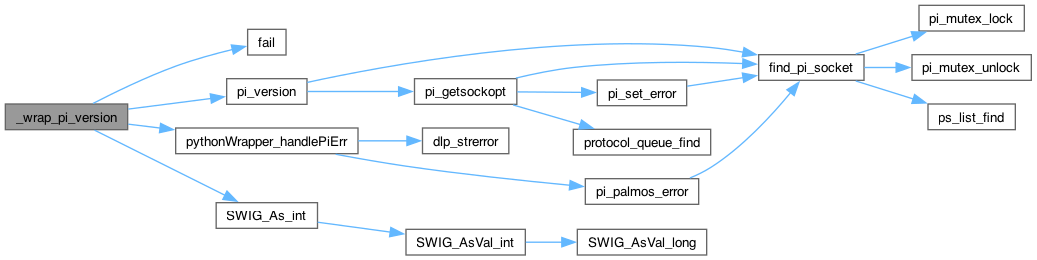 _wrap_pi_version
fail
pi_version
pythonWrapper_handlePiErr
SWIG_As_int
pi_getsockopt
dlp_strerror
SWIG_AsVal_int
pi_set_error
protocol_queue_find
pi_palmos_error
SWIG_AsVal_long
find_pi_socket
pi_mutex_lock
pi_mutex_unlock
ps_list_find